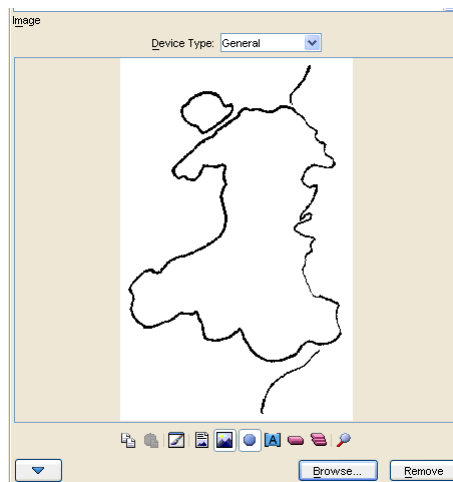 Image
Device Type: General
[A]
Browse...
Remove